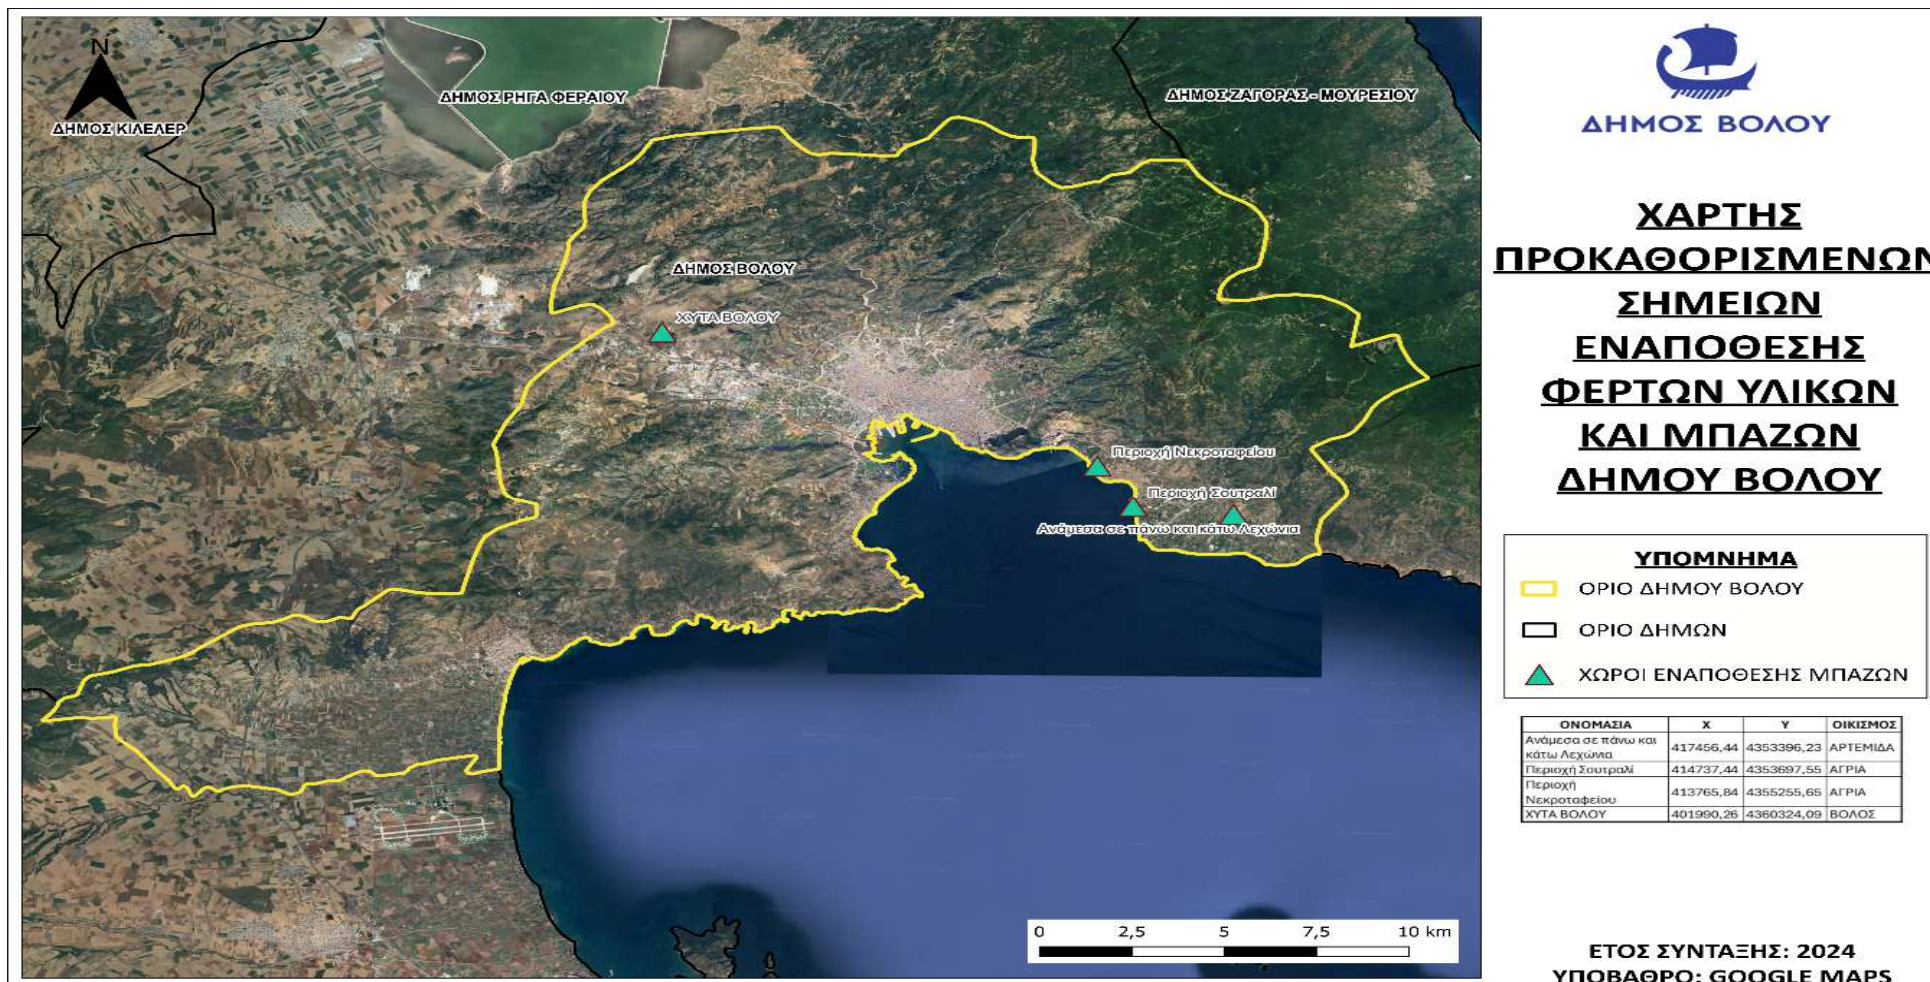 N
ΔΗΜΟΣ ΚΙΛΕΛΕΡ
ΔΗΜΟΣ ΡΗΓΑ ΦΕΡΑΙΟΥ
ΔΗΜΟΣ ΖΑΓΟΡΑΣ - ΜΟΥΡΕΣΙΟΥ
ΔΗΜΟΣ ΒΟΛΟΥ
ΧΥΤΑ ΒΟΛΟΥ
Περιοχή Νεκροταφείου
Περιοχή Σουτραλί
Ανάμεσα σε πάνω και κάτω Λεχώνια
0 2,5 5 7,5 10 km
ΔΗΜΟΣ ΒΟΛΟΥ
ΧΑΡΤΗΣ
ΠΡΟΚΑΘΟΡΙΣΜΕΝΩΝ
ΣΗΜΕΙΩΝ
ΕΝΑΠΟΘΕΣΗΣ
ΦΕΡΤΩΝ ΥΛΙΚΩΝ
ΚΑΙ ΜΠΑΖΩΝ
ΔΗΜΟΥ ΒΟΛΟΥ
ΥΠΟΜΝΗΜΑ
ΟΡΙΟ ΔΗΜΟΥ ΒΟΛΟΥ
ΟΡΙΟ ΔΗΜΩΝ
ΧΩΡΟΙ ΕΝΑΠΟΘΕΣΗΣ ΜΠΑΖΩΝ
ΟΝΟΜΑΣΙΑ Χ Υ ΟΙΚΙΣΜΟΣ
Ανάμεσα σε πάνω και
κάτω Λεχώνια 417456,44 4353396,23 ΑΡΤΕΜΙΔΑ
Περιοχή Σουτραλί 414737,44 4353697,55 ΑΓΡΙΑ
Περιοχή
Νεκροταφείου 413765,84 4355255,65 ΑΓΡΙΑ
ΧΥΤΑ ΒΟΛΟΥ 401990,26 4360324,09 ΒΟΛΟΣ
ΕΤΟΣ ΣΥΝΤΑΞΗΣ: 2024
ΥΠΟΒΑΘΡΟ: GOOGLE MAPS